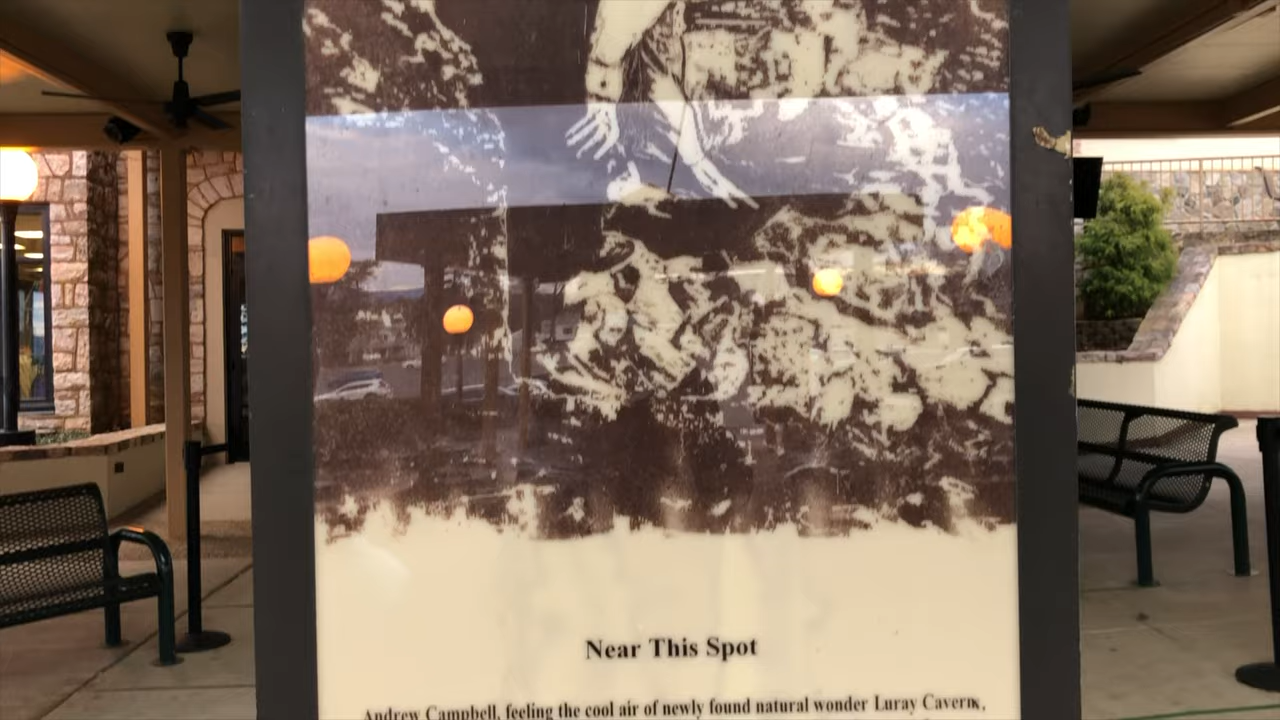 Near This Spot
Andrew Campbell, feeling the cool air of newly found natural wonder Luray Caverns,